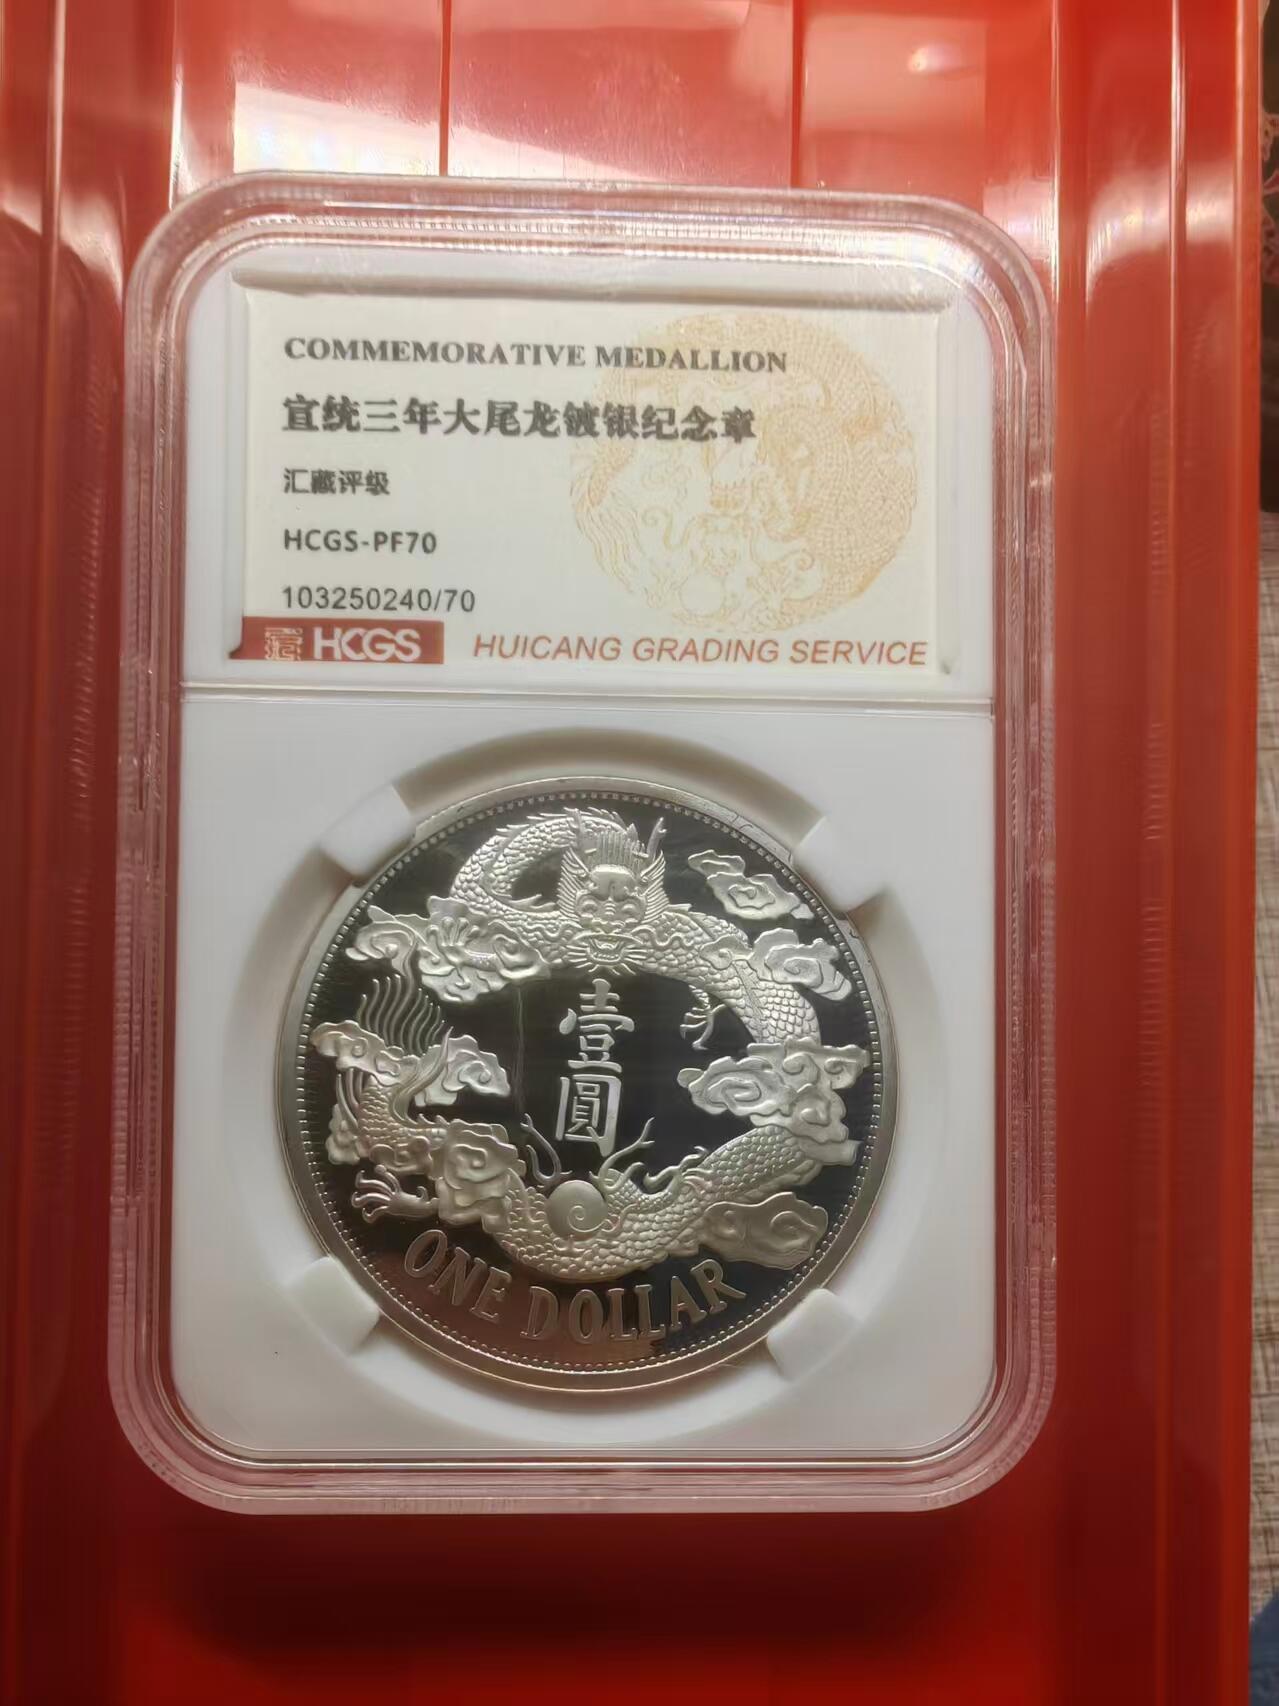 COMMEMORATIVE MEDALLION
宣统三年大尾龙镀银纪念章
汇藏评级
HCGS-PF70
103250240/70
HCGS
HUICANG GRADING SERVICE
壹
圓
ONE DOLLAR